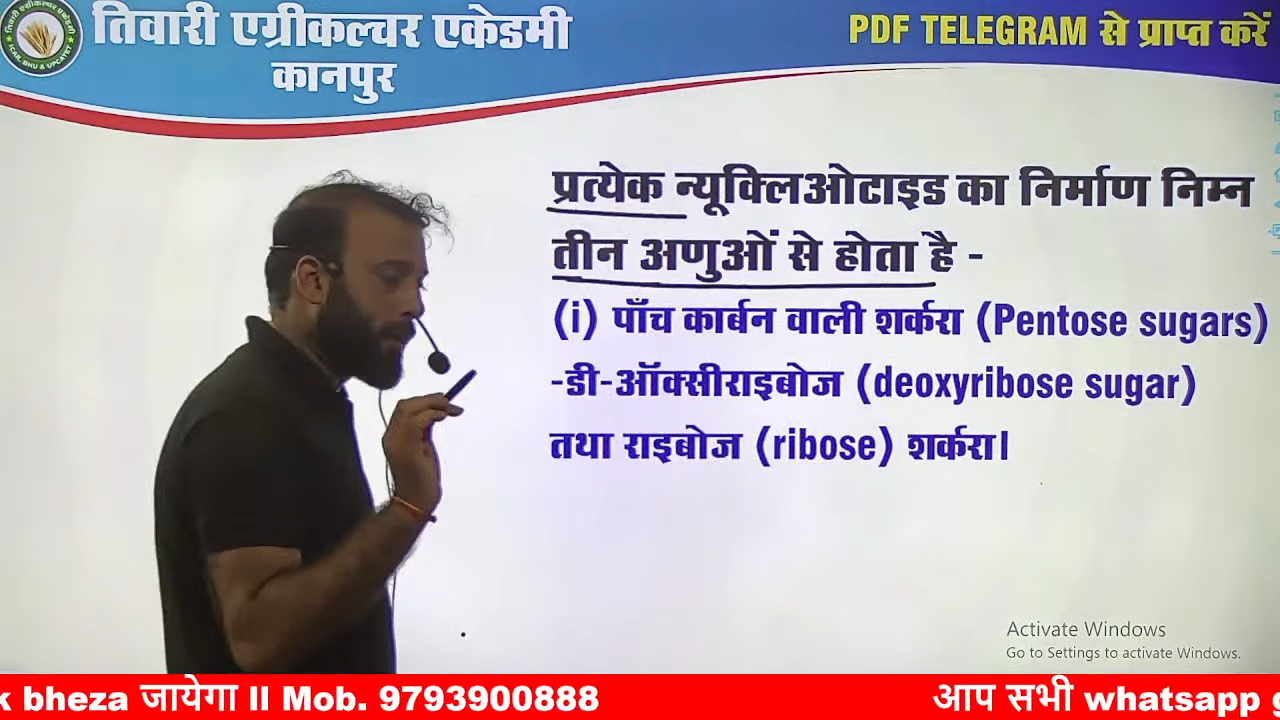 तिवारी एग्रीकल्चर एकेडमी
कानपुर
PDF TELEGRAM से प्राप्त करें
प्रत्येक न्यूक्लिओटाइड का निर्माण निम्न
तीन अणुओं से होता है -
(i) पाँच कार्बन वाली शर्करा (Pentose sugars)
-डी-ऑक्सीराइबोज (deoxyribose sugar)
तथा राइबोज (ribose) शर्करा।
Activate Windows
Go to Settings to activate Windows.
k bheza जायेगा II Mob. 9793900888
आप सभी whatsapp g